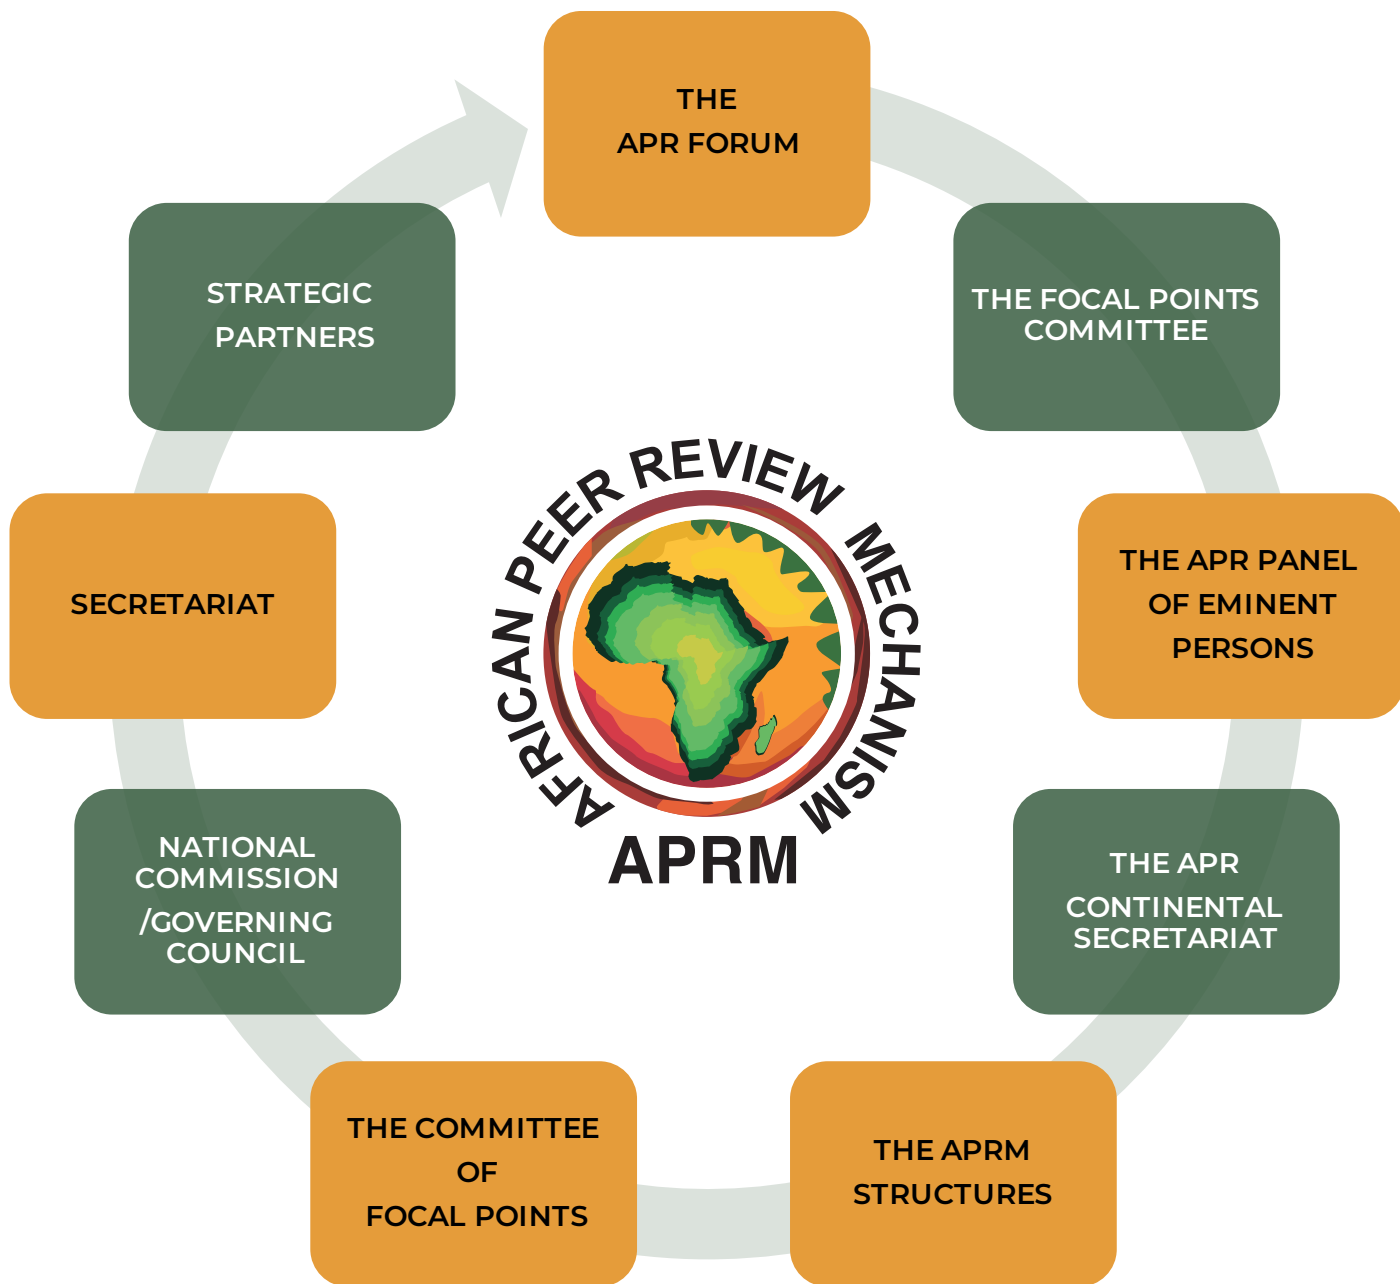 THE
APR FORUM
THE FOCAL POINTS
COMMITTEE
THE APR PANEL
OF EMINENT
PERSONS
THE APR
CONTINENTAL
SECRETARIAT
THE APRM
STRUCTURES
THE COMMITTEE
OF
FOCAL POINTS
NATIONAL
COMMISSION
/GOVERNING
COUNCIL
SECRETARIAT
STRATEGIC
PARTNERS
AFRICAN PEER REVIEW MECHANISM
APRM